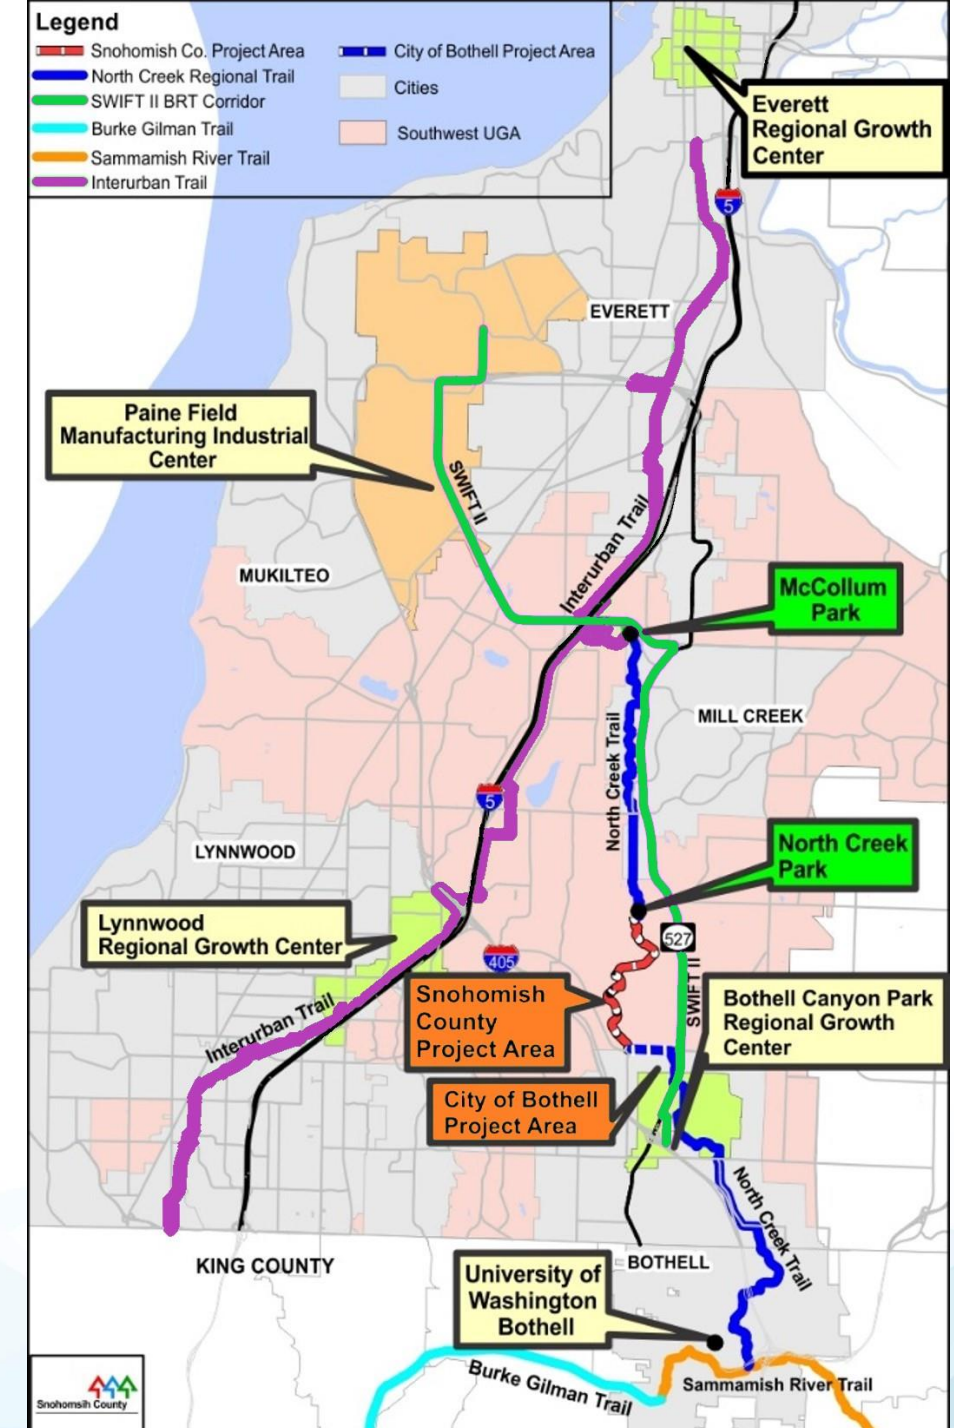 Legend
Snohomish Co. Project Area
North Creek Regional Trail
SWIFT II BRT Corridor
Burke Gilman Trail
Sammamish River Trail
Interurban Trail
City of Bothell Project Area
Cities
Southwest UGA
Everett
Regional Growth
Center
5
EVERETT
Paine Field
Manufacturing Industrial
Center
SWIFT II
Interurban Trail
MUKILTEO
McCollum
Park
MILL CREEK
North Creek Trail
5
LYNNWOOD
North Creek
Park
Lynnwood
Regional Growth Center
527
405
SWIFT II
Snohomish
County
Project Area
Bothell Canyon Park
Regional Growth
Center
Interurban Trail
City of Bothell
Project Area
North Creek Trail
KING COUNTY
BOTHELL
University of
Washington
Bothell
Burke Gilman Trail
Sammamish River Trail
Snohomsih County